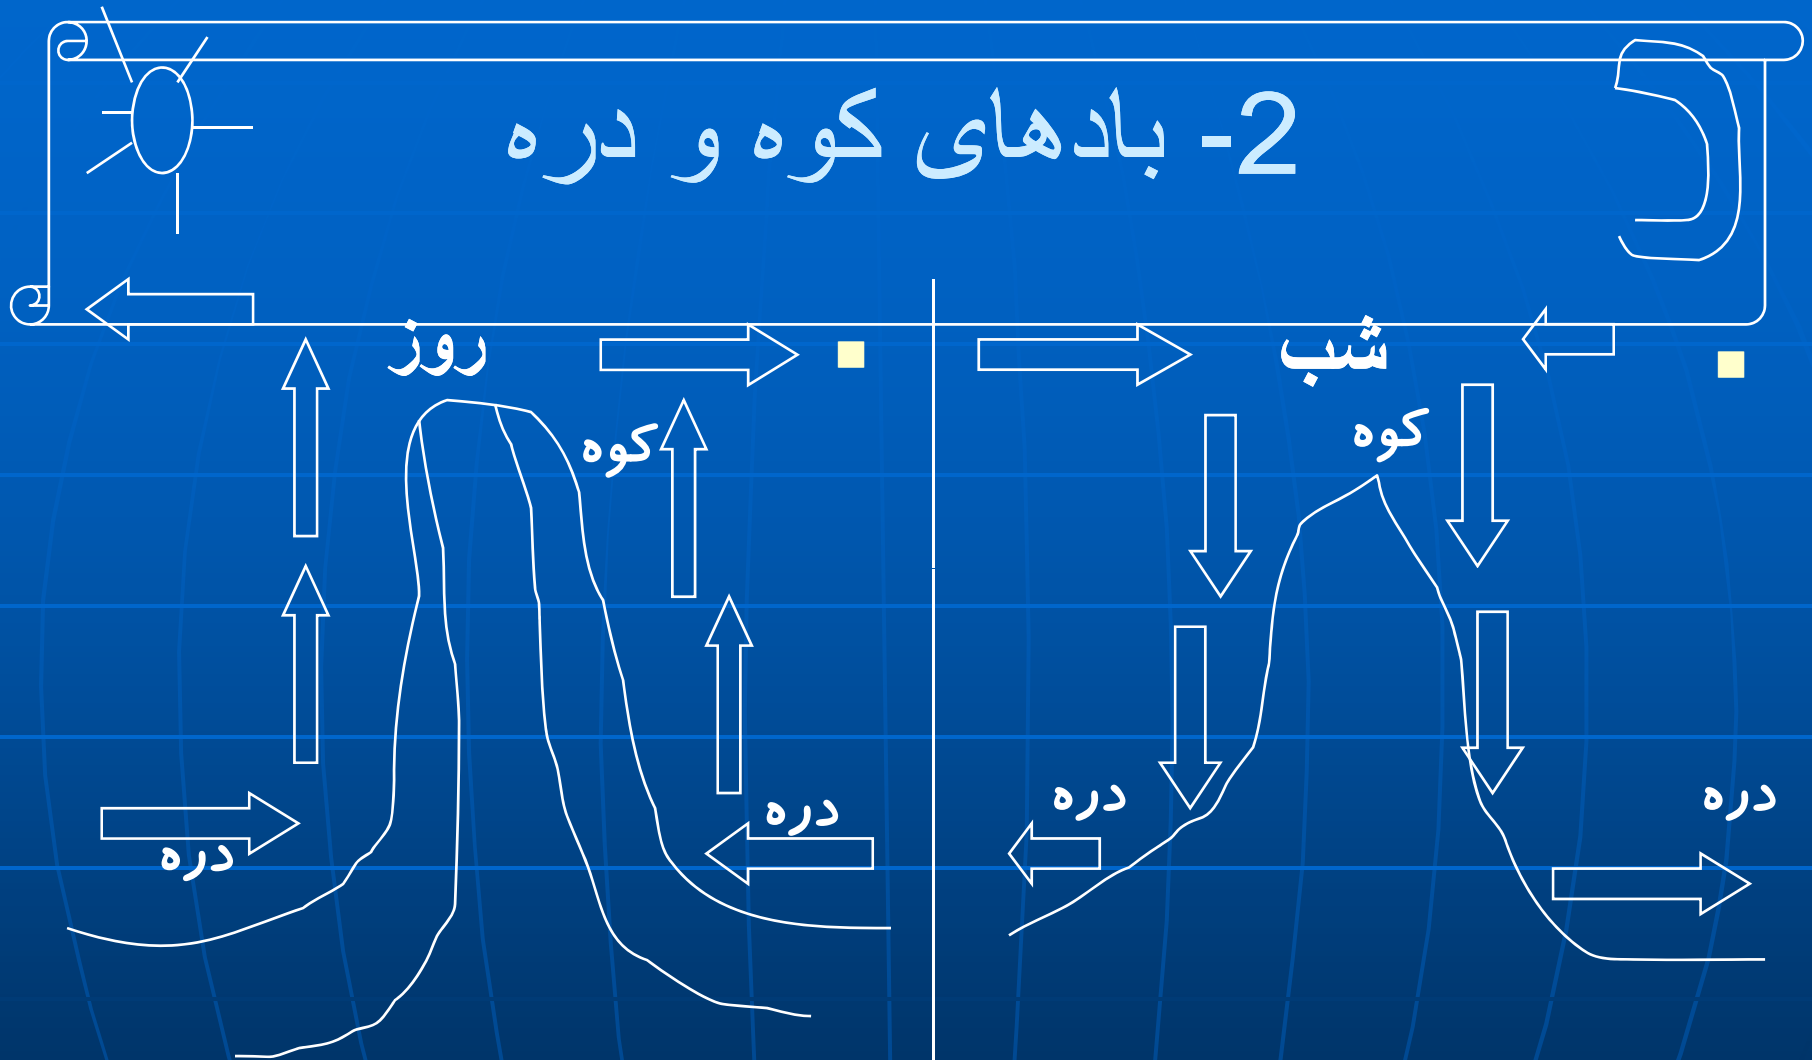 2- بادهای کوه و دره
شب
روز
کوه
کوه
دره
دره
دره
دره